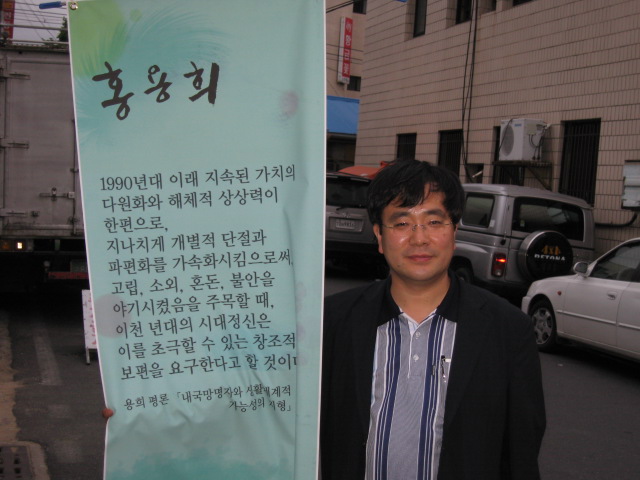 홍용희
1990년대 이래 지속된 가치의
다원화와 해체적 상상력이
한편으로,
지나치게 개별적 단절과
파편화를 가속화시킴으로써,
고립, 소외, 혼돈, 불안을
야기시켰음을 주목할 때,
이천 년대의 시대정신은
이를 초극할 수 있는 창조적
보편을 요구한다고 할 것이다
용희 평론 「내국망명자와 생활세계적
가능성의 지형」
4x4